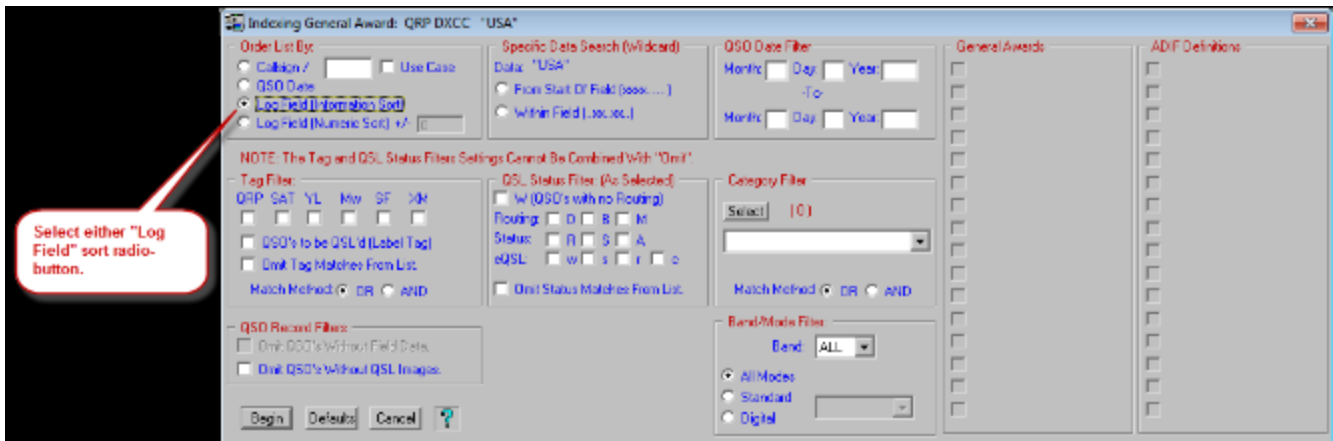 Indexing General Award: QRP DXCC "USA"
Order List By:
Callsign / Use Case
QSO Date
Log Field (Information Sort)
Log Field (Numeric Sort) +/- 0
Specific Data Search (Wildcard)
Data: "USA"
From Start Of Field (xxxx.....)
Within Field (..xx.xx..)
QSO Date Filter
Month: Day: Year:
-To-
Month: Day: Year:
General Awards
ADIF Definitions
NOTE: The Tag and QSL Status Filters Settings Cannot Be Combined With "Omit".
Select either "Log
Field" sort radio-
button.
Tag Filter:
QRP SAT YL Mw SF XM
QSO's to be QSL'd (Label Tag)
Omit Tag Matches From List.
Match Method: OR AND
QSL Status Filter: (As Selected)
W (QSO's with no Routing)
Routing: D B M
Status: R S A
eQSL: w s r e
Omit Status Matches From List.
Category Filter
Select (0)
Match Method OR AND
QSO Record Filters:
Omit QSO's Without Field Data.
Omit QSO's Without QSL Images.
Band/Mode Filter
Band: ALL
All Modes
Standard
Digital
Begin Defaults Cancel ?